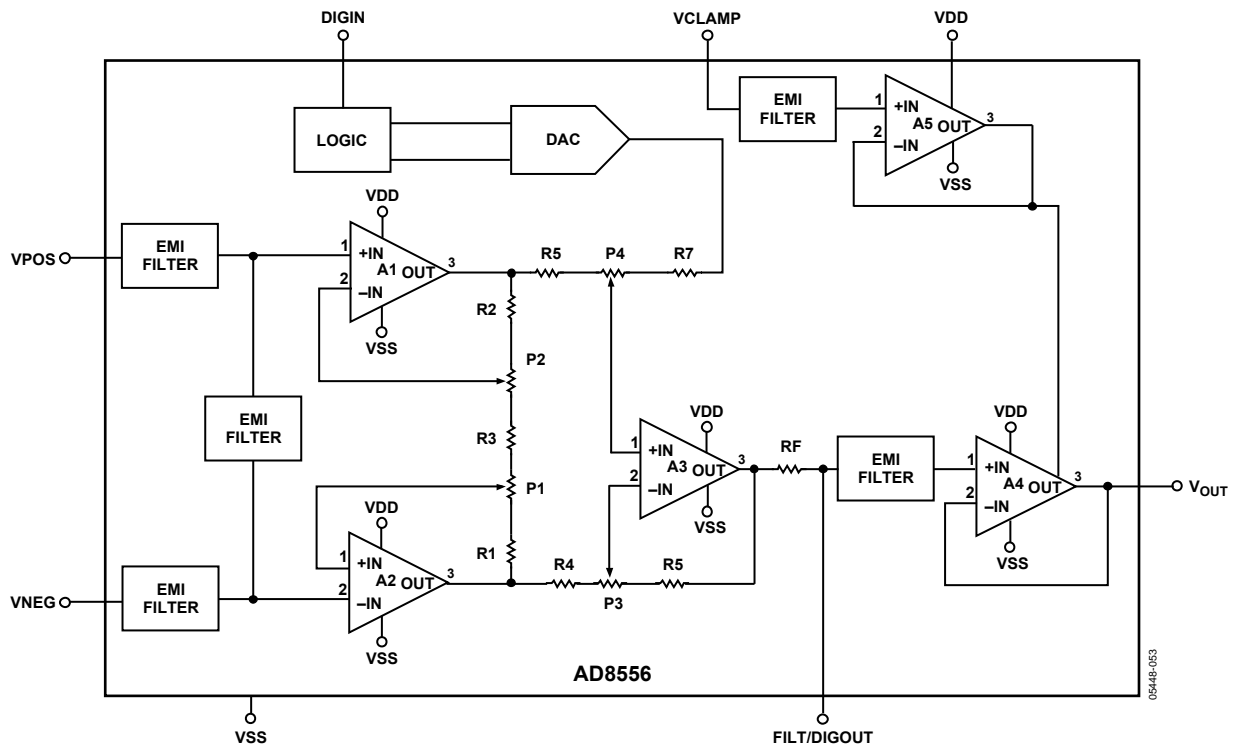 DIGIN
VCLAMP
VDD
LOGIC
DAC
EMI
FILTER
1
+IN
2
–IN
A5 OUT
3
VSS
VPOS
EMI
FILTER
VDD
1
+IN
2
–IN
A1 OUT
3
VSS
R5
P4
R7
R2
P2
EMI
FILTER
R3
P1
R1
VDD
1
+IN
2
–IN
A3 OUT
3
VSS
RF
EMI
FILTER
VDD
1
+IN
2
–IN
A4 OUT
3
VSS
VOUT
VNEG
EMI
FILTER
VDD
1
+IN
2
–IN
A2 OUT
3
VSS
R4
P3
R5
AD8556
VSS
FILT/DIGOUT
05448-053